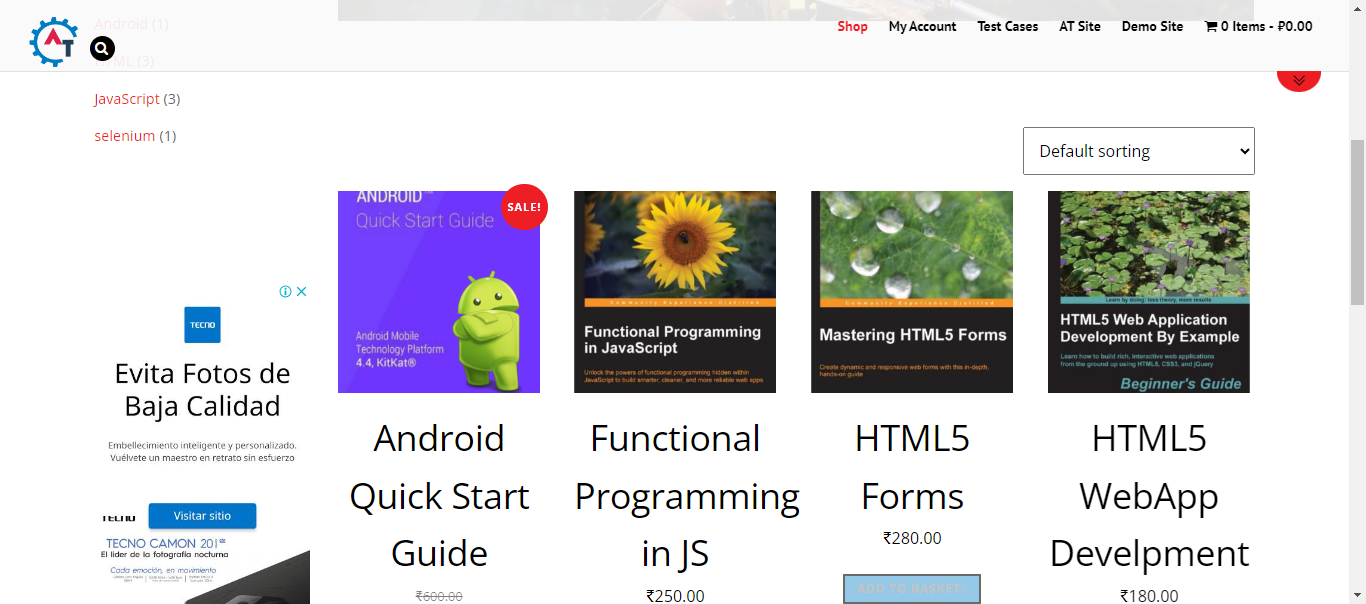 Android (1)
Shop
My Account
Test Cases
AT Site
Demo Site
0 Items - ₽0.00
AT
HTML (3)
JavaScript (3)
selenium (1)
Default sorting
ANDROID
Quick Start Guide
SALE!
Android Mobile
Technology Platform
4.4, KitKat®
Community Experience Distilled
Functional Programming
in JavaScript
Unlock the powers of functional programming hidden within
JavaScript to build smarter, cleaner, and more reliable web apps
Community Experience Distilled
Mastering HTML5 Forms
Create dynamic and responsive web forms with this in-depth,
hands-on guide
Learn by doing: less theory, more results
HTML5 Web Application
Development By Example
Learn how to build rich, interactive web applications
from the ground up using HTML5, CSS3, and jQuery
Beginner's Guide
TECNO
Evita Fotos de
Baja Calidad
Embellecimiento inteligente y personalizado.
Vuélvete un maestro en retrato sin esfuerzo
Visitar sitio
TECNO
TECNO CAMON 20
El líder de la fotografía nocturna
Cada emoción, en movimiento
Android
Quick Start
Guide
₹600.00
Functional
Programming
in JS
₹250.00
HTML5
Forms
₹280.00
ADD TO BASKET
HTML5
WebApp
Develpment
₹180.00